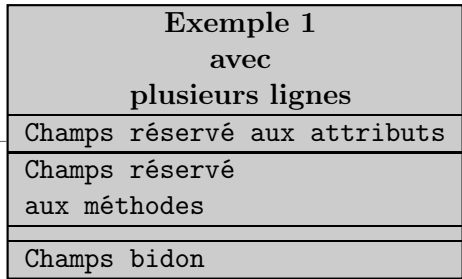 Exemple 1
avec
plusieurs lignes
Champs réservé aux attributs
Champs réservé
aux méthodes
Champs bidon